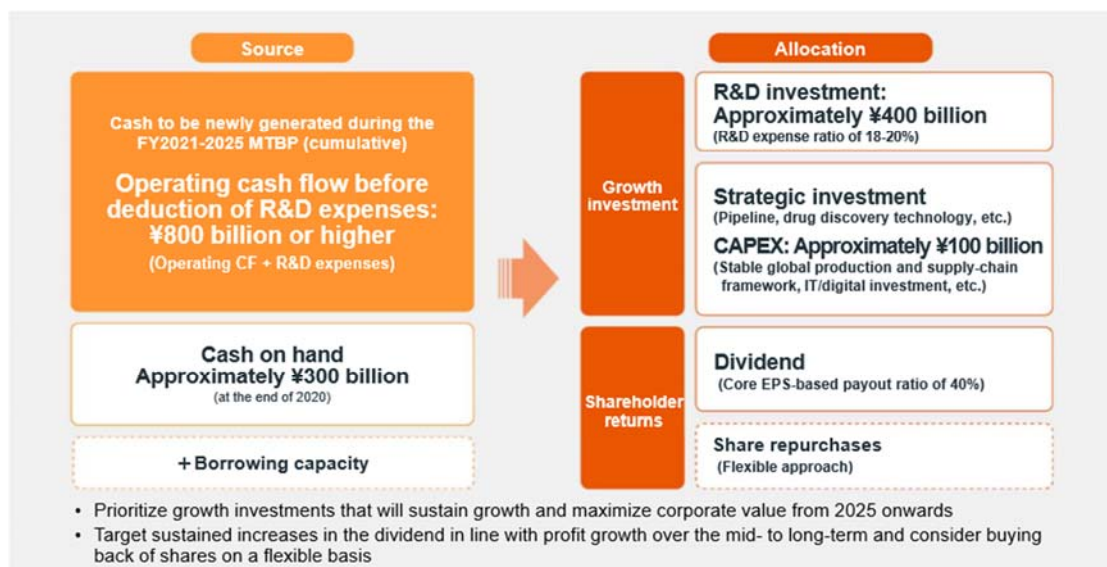 Source
Cash to be newly generated during the
FY2021-2025 MTBP (cumulative)
Operating cash flow before
deduction of R&D expenses:
¥800 billion or higher
(Operating CF + R&D expenses)
Cash on hand
Approximately ¥300 billion
(at the end of 2020)
+Borrowing capacity
Allocation
Growth
investment
R&D investment:
Approximately ¥400 billion
(R&D expense ratio of 18-20%)
Strategic investment
(Pipeline, drug discovery technology, etc.)
CAPEX: Approximately ¥100 billion
(Stable global production and supply-chain
framework, IT/digital investment, etc.)
Shareholder
returns
Dividend
(Core EPS-based payout ratio of 40%)
Share repurchases
(Flexible approach)
• Prioritize growth investments that will sustain growth and maximize corporate value from 2025 onwards
• Target sustained increases in the dividend in line with profit growth over the mid- to long-term and consider buying
back of shares on a flexible basis